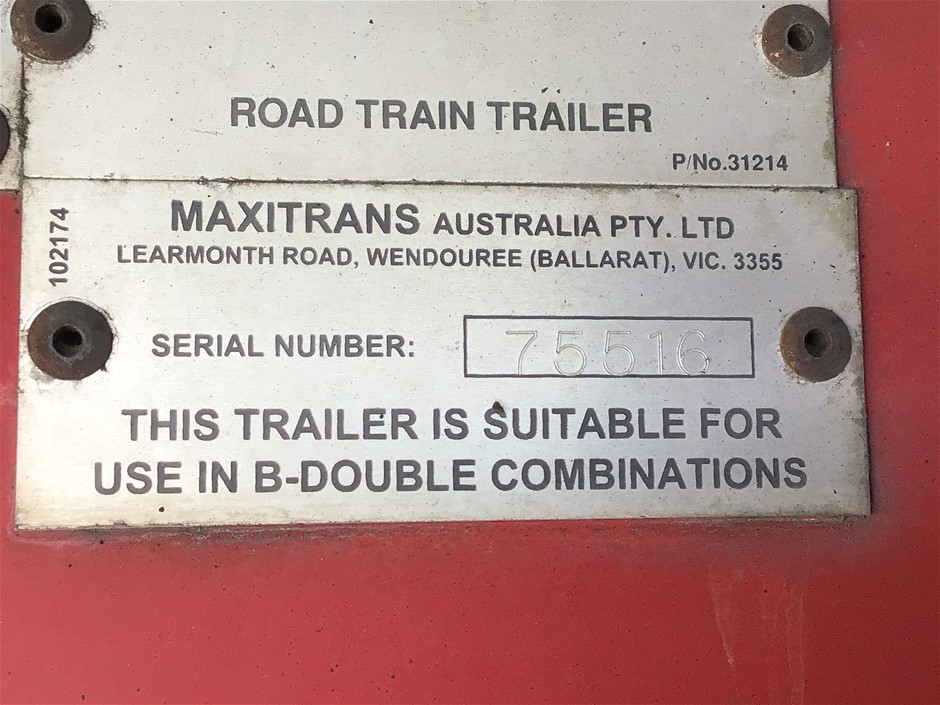 ROAD TRAIN TRAILER
P/No.31214
102174
MAXITRANS AUSTRALIA PTY. LTD
LEARMONTH ROAD, WENDOUREE (BALLARAT), VIC. 3355
SERIAL NUMBER: 75516
THIS TRAILER IS SUITABLE FOR
USE IN B-DOUBLE COMBINATIONS